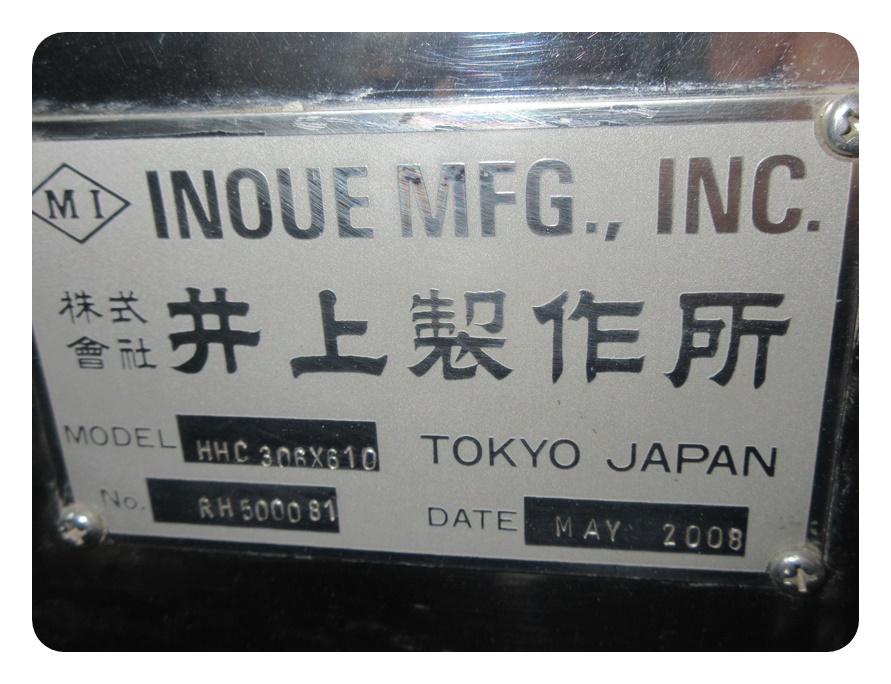 MI INOUE MFG., INC.
株式會社 井上製作所
MODEL HHC 306X610 TOKYO JAPAN
No. RH500081 DATE MAY 2008